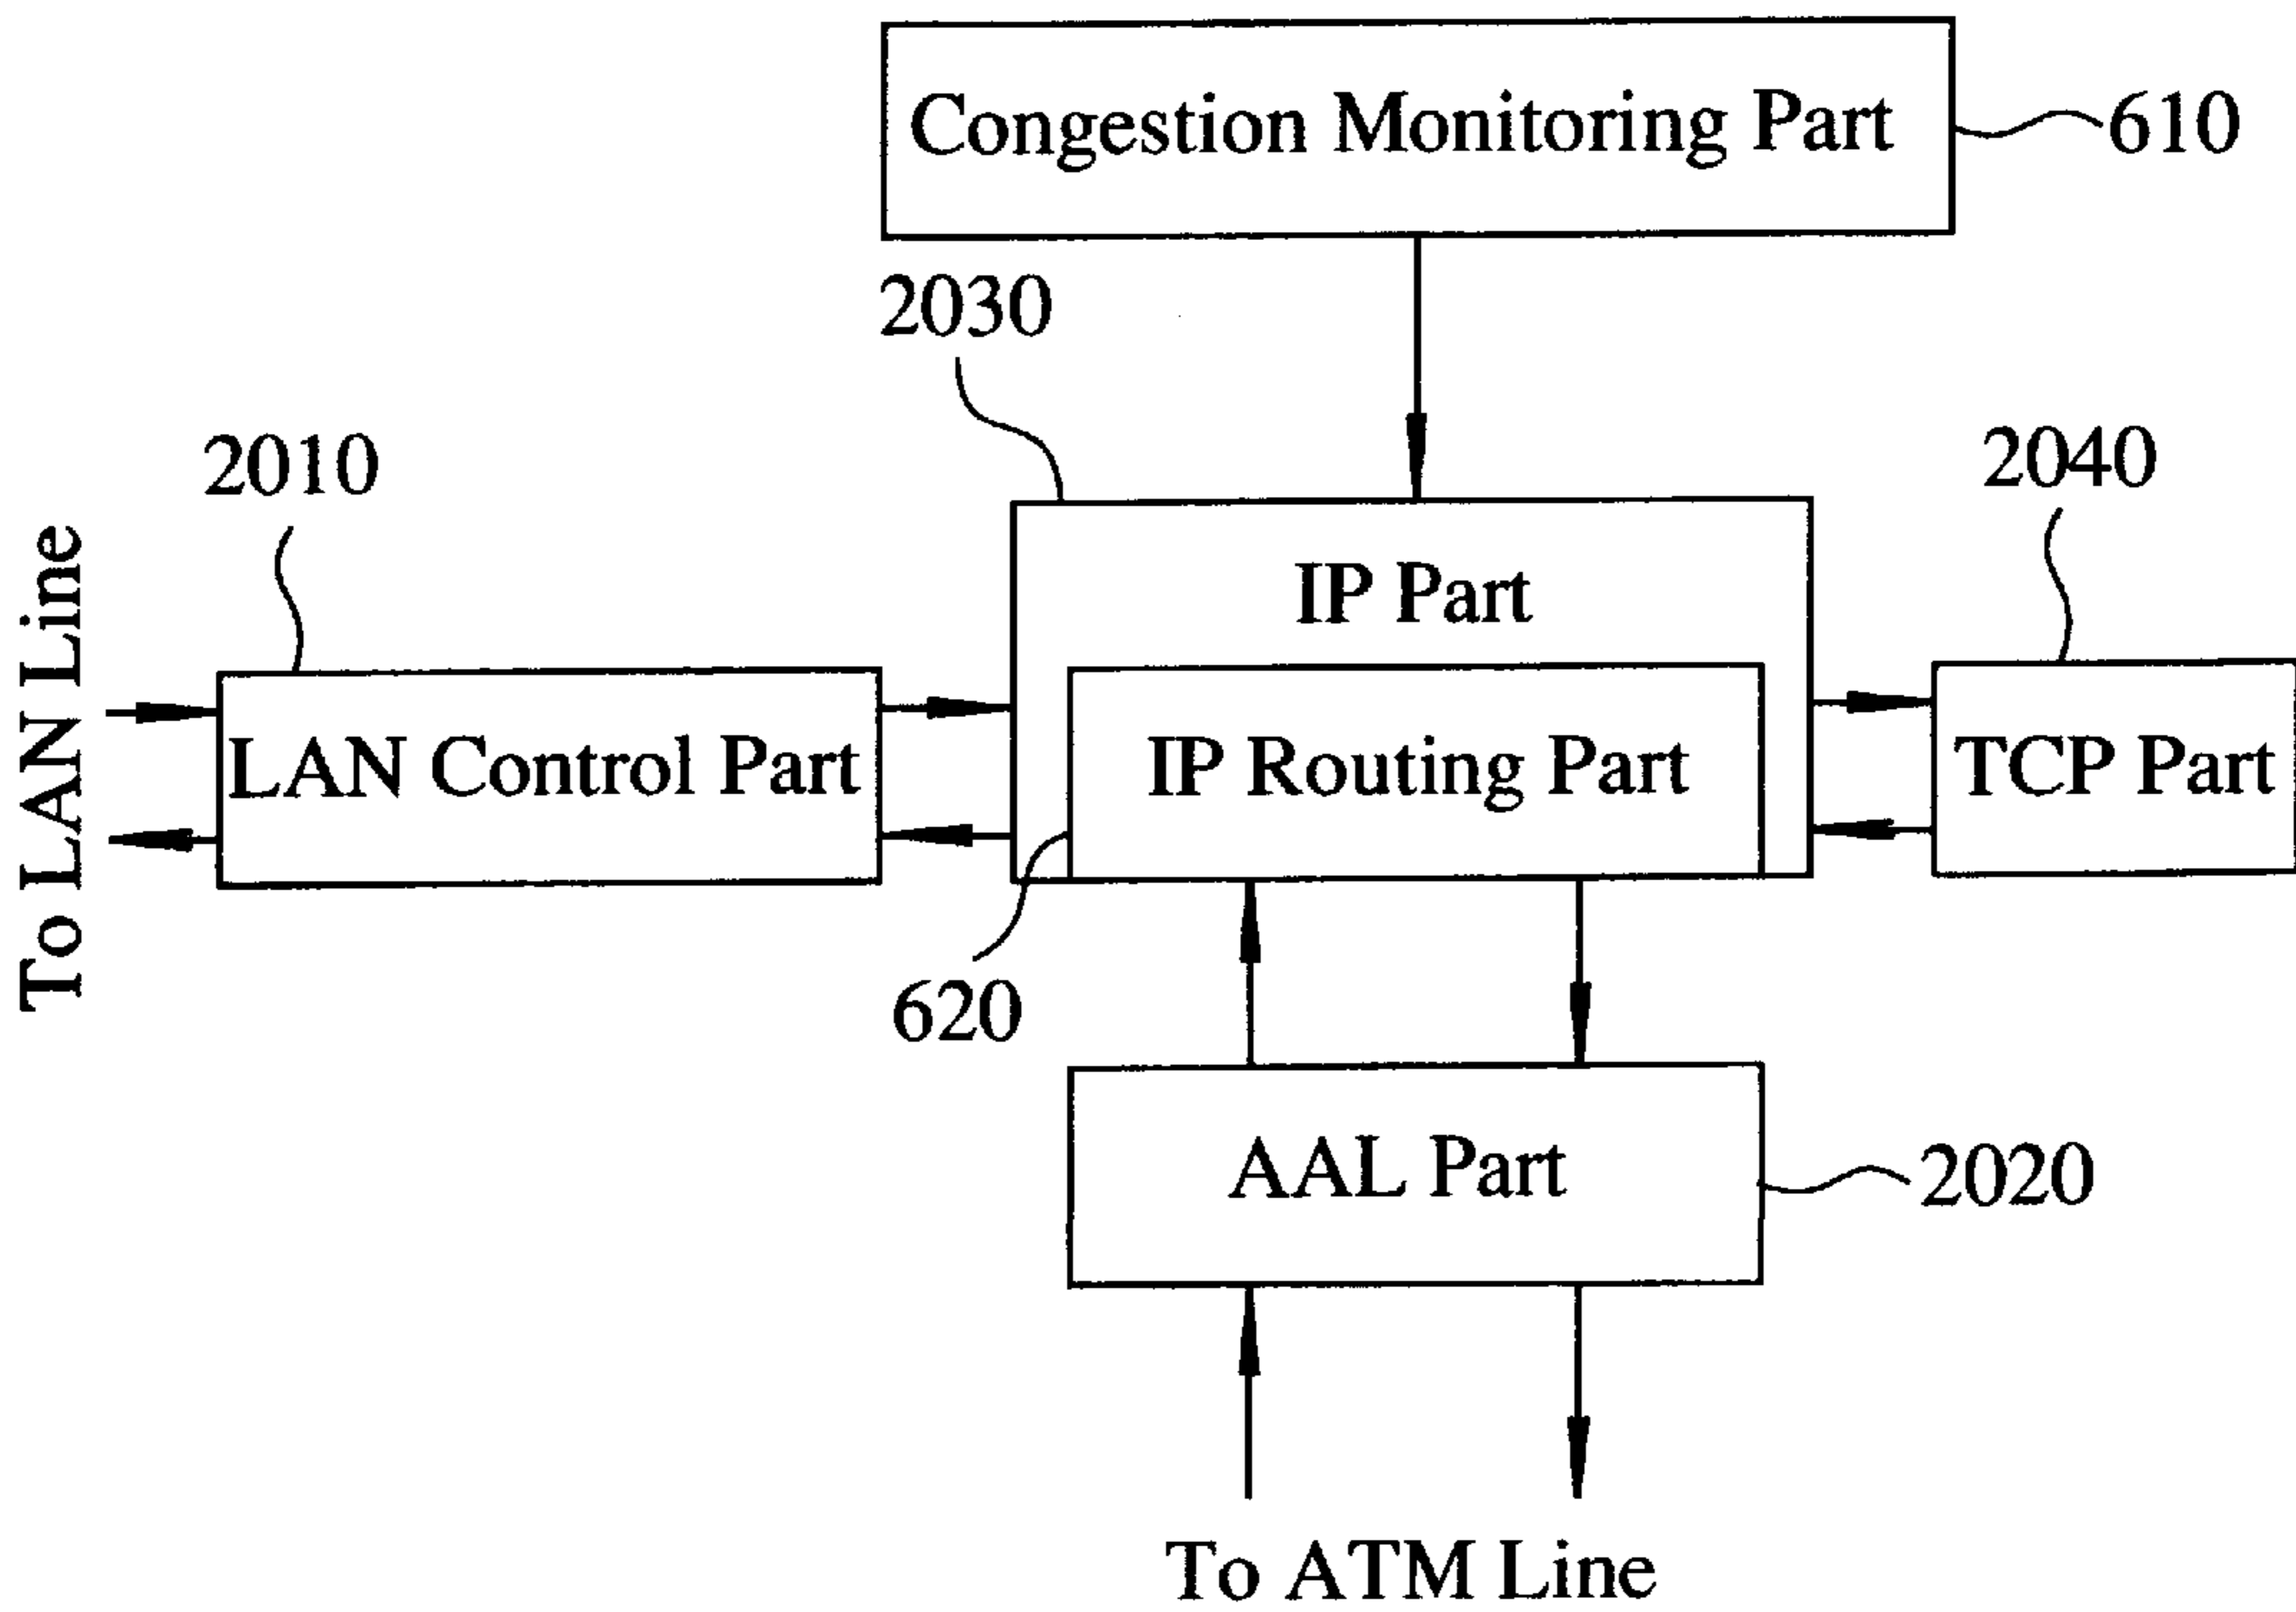 Congestion Monitoring Part
610
2030
2010
2040
To LAN Line
IP Part
LAN Control Part
IP Routing Part
TCP Part
620
AAL Part
2020
To ATM Line